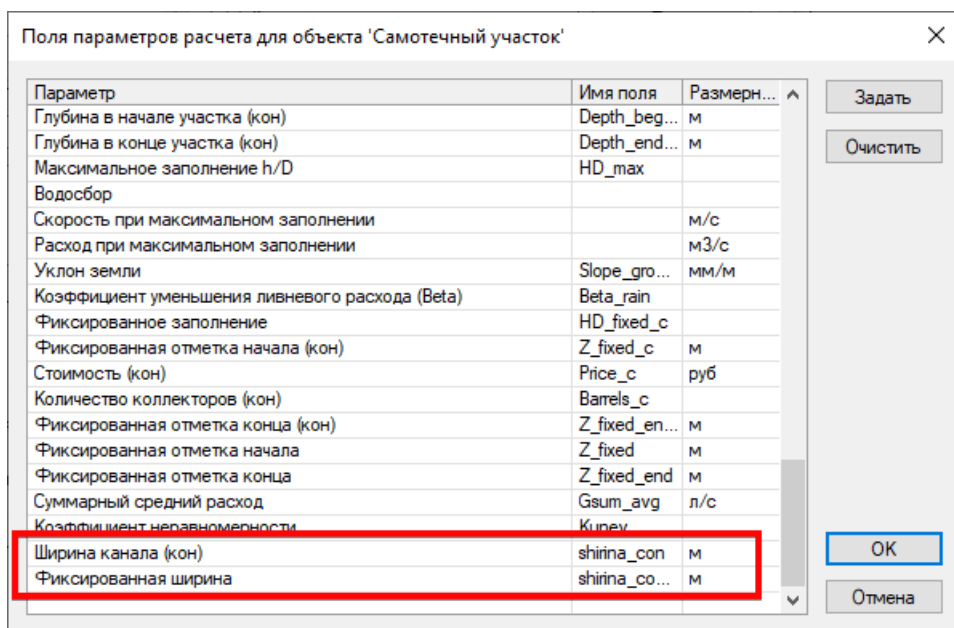 Поля параметров расчета для объекта 'Самотечный участок'
Параметр Имя поля Размерн...
Глубина в начале участка (кон) Depth_beg... м
Глубина в конце участка (кон) Depth_end... м
Максимальное заполнение h/D HD_max
Водосбор
Скорость при максимальном заполнении м/с
Расход при максимальном заполнении м3/с
Уклон земли Slope_gro... мм/м
Коэффициент уменьшения ливневого расхода (Beta) Beta_rain
Фиксированное заполнение HD_fixed_c
Фиксированная отметка начала (кон) Z_fixed_c м
Стоимость (кон) Price_c руб
Количество коллекторов (кон) Barrels_c
Фиксированная отметка конца (кон) Z_fixed_en... м
Фиксированная отметка начала Z_fixed м
Фиксированная отметка конца Z_fixed_end м
Суммарный средний расход Gsum_avg л/с
Коэффициент неравномерности
Ширина канала (кон) shirina_con м
Фиксированная ширина shirina_co... м
Задать
Очистить
OK
Отмена